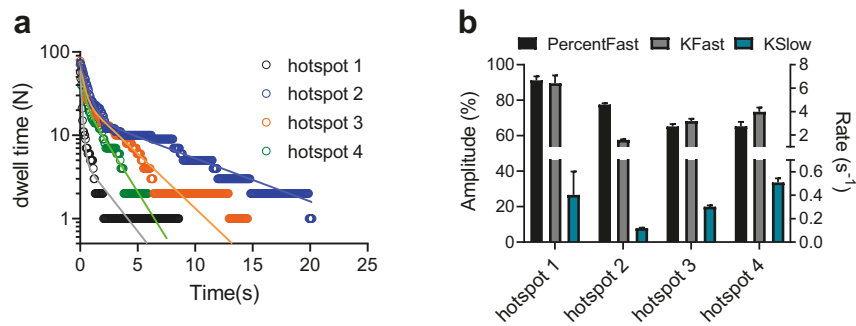 a
dwell time (N)
100
10
1
0 5 10 15 20 25
Time(s)
hotspot 1
hotspot 2
hotspot 3
hotspot 4
b
PercentFast KFast KSlow
Amplitude (%)
100
80
60
40
20
0
8
6
4
2
0.6
0.4
0.2
0.0
Rate (s⁻¹)
hotspot 1
hotspot 2
hotspot 3
hotspot 4